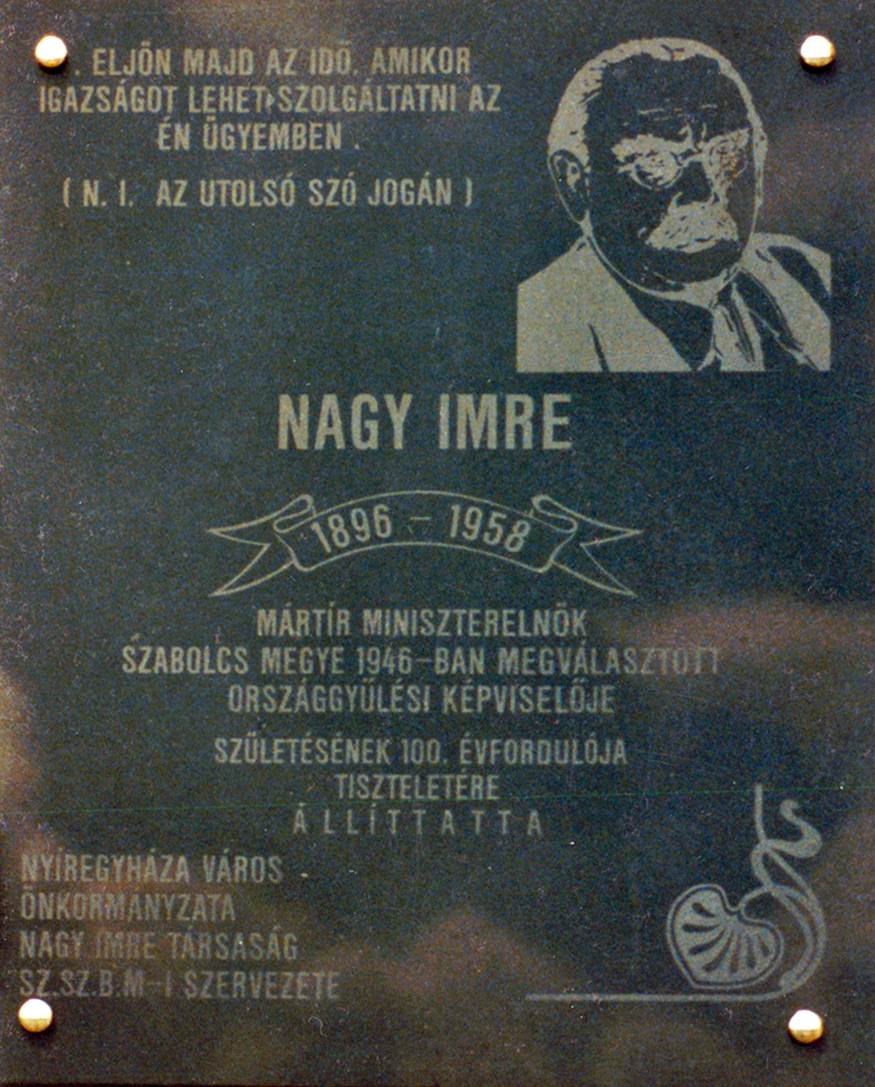 . ELJÖN MAJD AZ IDŐ, AMIKOR
IGAZSÁGOT LEHET SZOLGÁLTATNI AZ
ÉN ÜGYEMBEN .
( N. I. AZ UTOLSÓ SZÓ JOGÁN )
NAGY IMRE
1896 – 1958
MÁRTÍR MINISZTERELNÖK
SZABOLCS MEGYE 1946–BAN MEGVÁLASZTOTT
ORSZÁGGYŰLÉSI KÉPVISELŐJE
SZÜLETÉSÉNEK 100. ÉVFORDULÓJA
TISZTELETÉRE
ÁLLÍTTATTA
NYÍREGYHÁZA VÁROS
ÖNKORMANYZATA
NAGY IMRE TÁRSASÁG
SZ.SZ.B.M–I SZERVEZETE